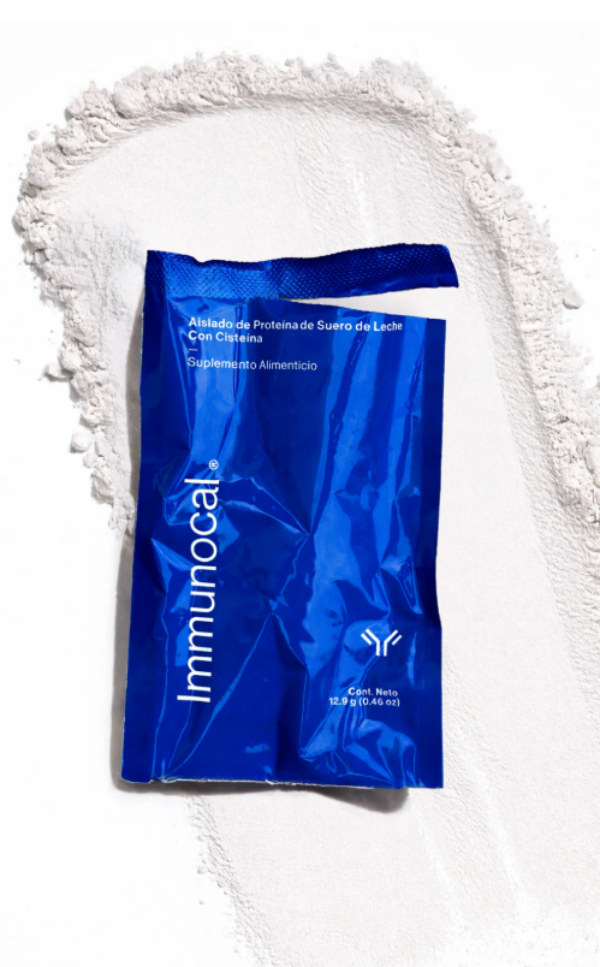 Aislado de Proteína de Suero de Leche
Con Cisteína
Suplemento Alimenticio
Immunocal®
Cont. Neto
12.9 g (0.46 oz)